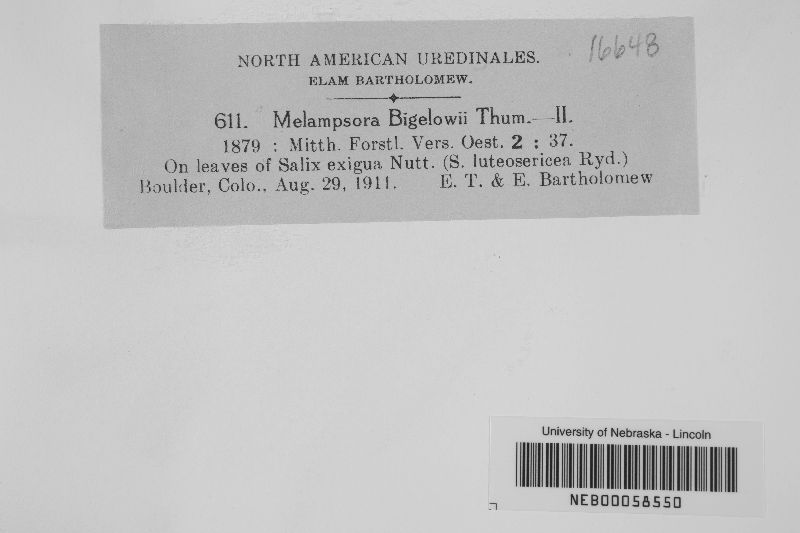 NORTH AMERICAN UREDINALES.
16648
ELAM BARTHOLOMEW.
611. Melampsora Bigelowii Thum.—II.
1879 : Mitth. Forstl. Vers. Oest. 2 : 37.
On leaves of Salix exigua Nutt. (S. luteosericea Ryd.)
Boulder, Colo., Aug. 29, 1911. E. T. & E. Bartholomew
University of Nebraska - Lincoln
NEB00058550